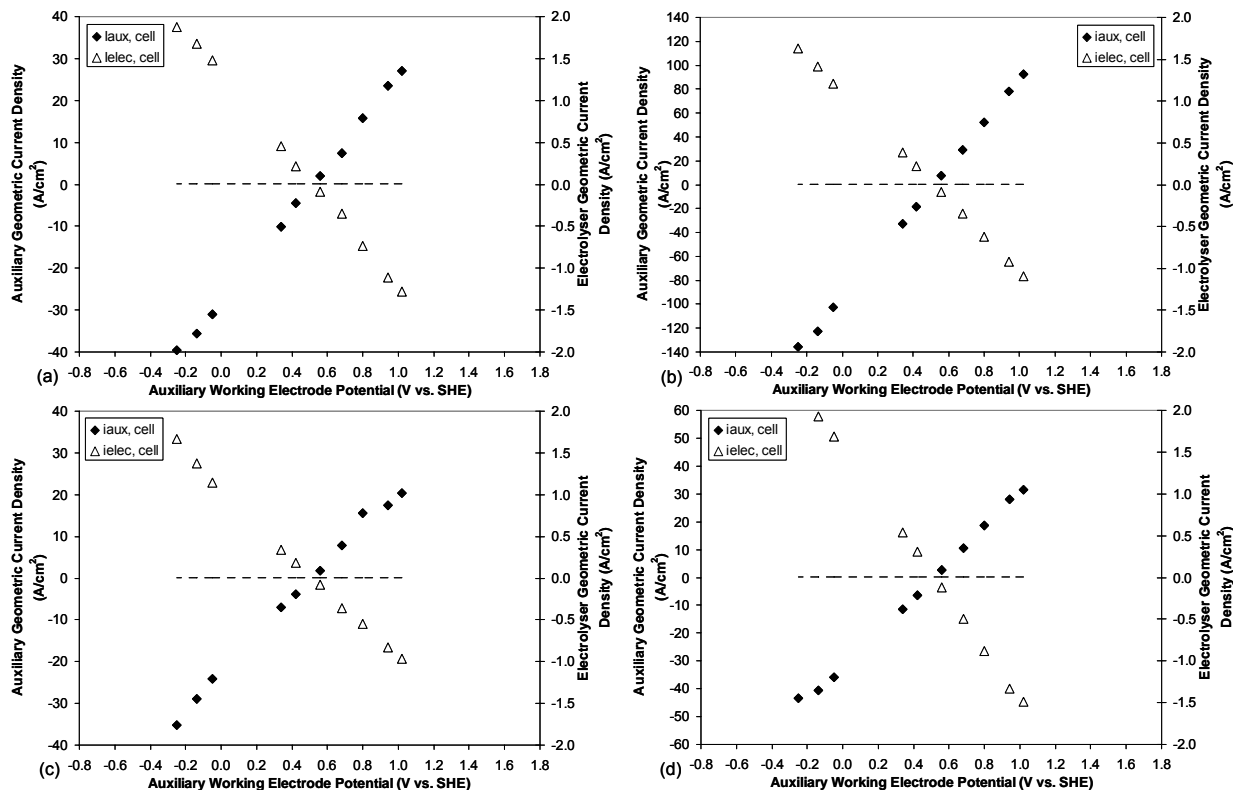 40
30
20
10
0
-10
-20
-30
-40
Auxiliary Geometric Current Density
(A/cm²)
Iaux, cell
Ielec, cell
2.0
1.5
1.0
0.5
0.0
-0.5
-1.0
-1.5
-2.0
Electrolyser Geometric Current
Density (A/cm²)
-0.8 -0.6 -0.4 -0.2 0.0 0.2 0.4 0.6 0.8 1.0 1.2 1.4 1.6 1.8
(a)
Auxiliary Working Electrode Potential (V vs. SHE)
140
120
100
80
60
40
20
0
-20
-40
-60
-80
-100
-120
-140
Auxiliary Geometric Current Density
(A/cm²)
iaux, cell
ielec, cell
2.0
1.5
1.0
0.5
0.0
-0.5
-1.0
-1.5
-2.0
Electrolyser Geometric Current Density
(A/cm²)
-0.8 -0.6 -0.4 -0.2 0.0 0.2 0.4 0.6 0.8 1.0 1.2 1.4 1.6 1.8
(b)
Auxiliary Working Electrode Potential (V vs. SHE)
40
30
20
10
0
-10
-20
-30
-40
Auxiliary Geometric Current Density
(A/cm²)
iaux, cell
ielec, cell
2.0
1.5
1.0
0.5
0.0
-0.5
-1.0
-1.5
-2.0
Electrolyser Geometric Current
Density (A/cm²)
-0.8 -0.6 -0.4 -0.2 0.0 0.2 0.4 0.6 0.8 1.0 1.2 1.4 1.6 1.8
(c)
Auxiliary Working Electrode Potential (V vs. SHE)
60
50
40
30
20
10
0
-10
-20
-30
-40
-50
-60
Auxiliary Geometric Current Density
(A/cm²)
iaux, cell
ielec, cell
2.0
1.5
1.0
0.5
0.0
-0.5
-1.0
-1.5
-2.0
Electrolyser Geometric Current
Density (A/cm²)
-0.8 -0.6 -0.4 -0.2 0.0 0.2 0.4 0.6 0.8 1.0 1.2 1.4 1.6 1.8
(d)
Auxiliary Working Electrode Potential (V vs. SHE)